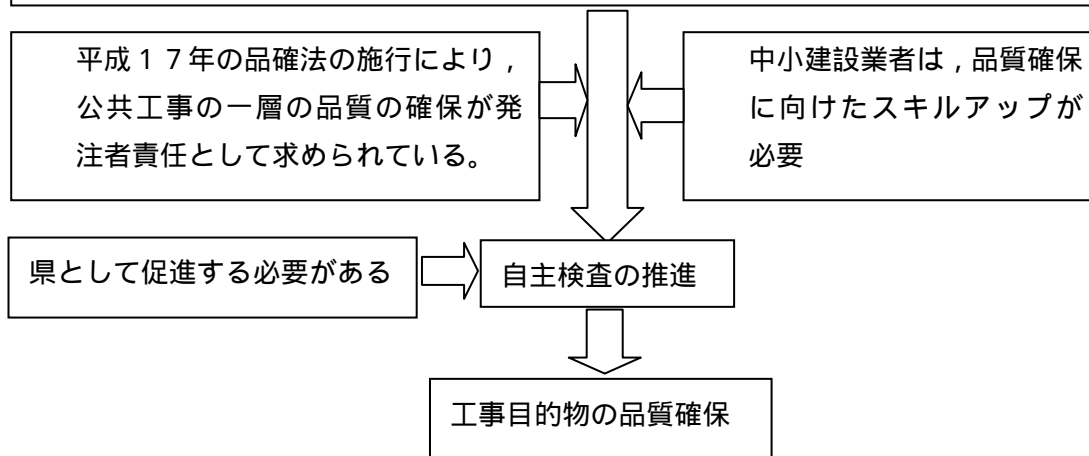 平成１７年の品確法の施行により，
公共工事の一層の品質の確保が発
注者責任として求められている。
中小建設業者は，品質確保
に向けたスキルアップが
必要
県として促進する必要がある
自主検査の推進
工事目的物の品質確保